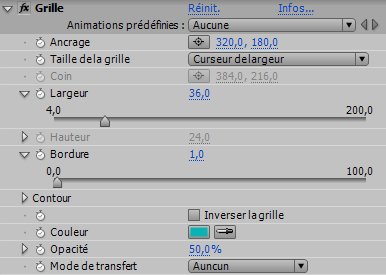 fx Grille Réinit. Infos...
Animations prédéfinies : Aucune
Ancrage 320,0, 180,0
Taille dela grille Curseur delargeur
Coin 384,0, 216,0
Largeur 36,0
4,0 200,0
Hauteur 24,0
Bordure 1,0
0,0 100,0
Contour
Inverser la grille
Couleur
Opacité 50,0%
Mode de transfert Aucun